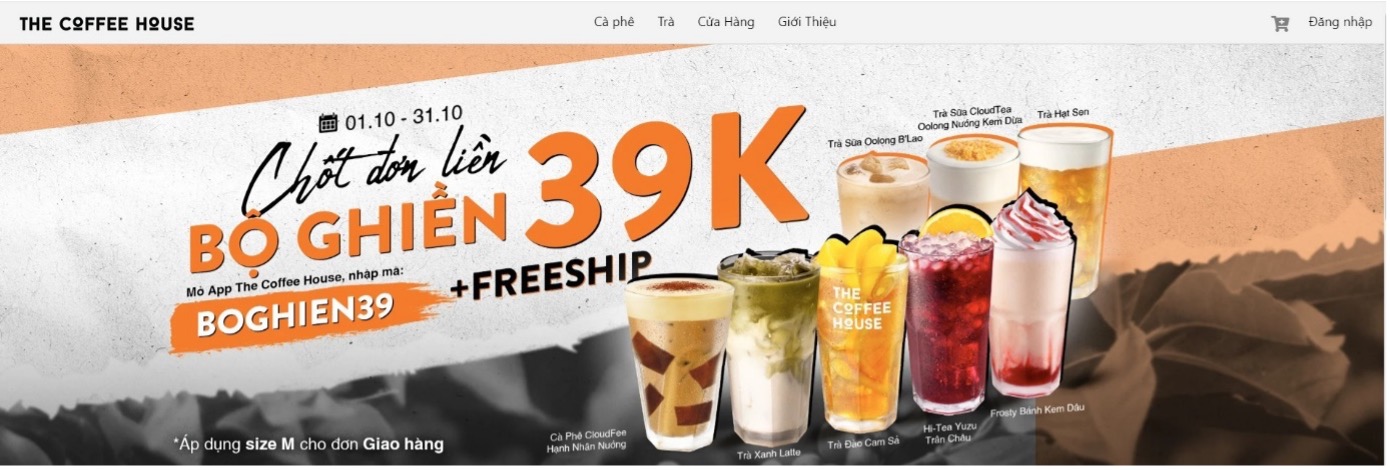 THE COFFEE HOUSE
Cà phê Trà Cửa Hàng Giới Thiệu
Đăng nhập
01.10 - 31.10
Chốt đơn liền
BỘ GHIỀN 39K
+FREESHIP
Mở App The Coffee House, nhập mã:
BOGHIEN39
Trà Sữa Oolong B'Lao
Trà Sữa CloudTea
Oolong Nướng Kem Dừa
Trà Hạt Sen
THE
COFFEE
HOUSE
Cà Phê CloudFee
Hạnh Nhân Nướng
Trà Xanh Latte
Trà Đào Cam Sả
Hi-Tea Yuzu
Trân Châu
Frosty Bánh Kem Dâu
*Áp dụng size M cho đơn Giao hàng